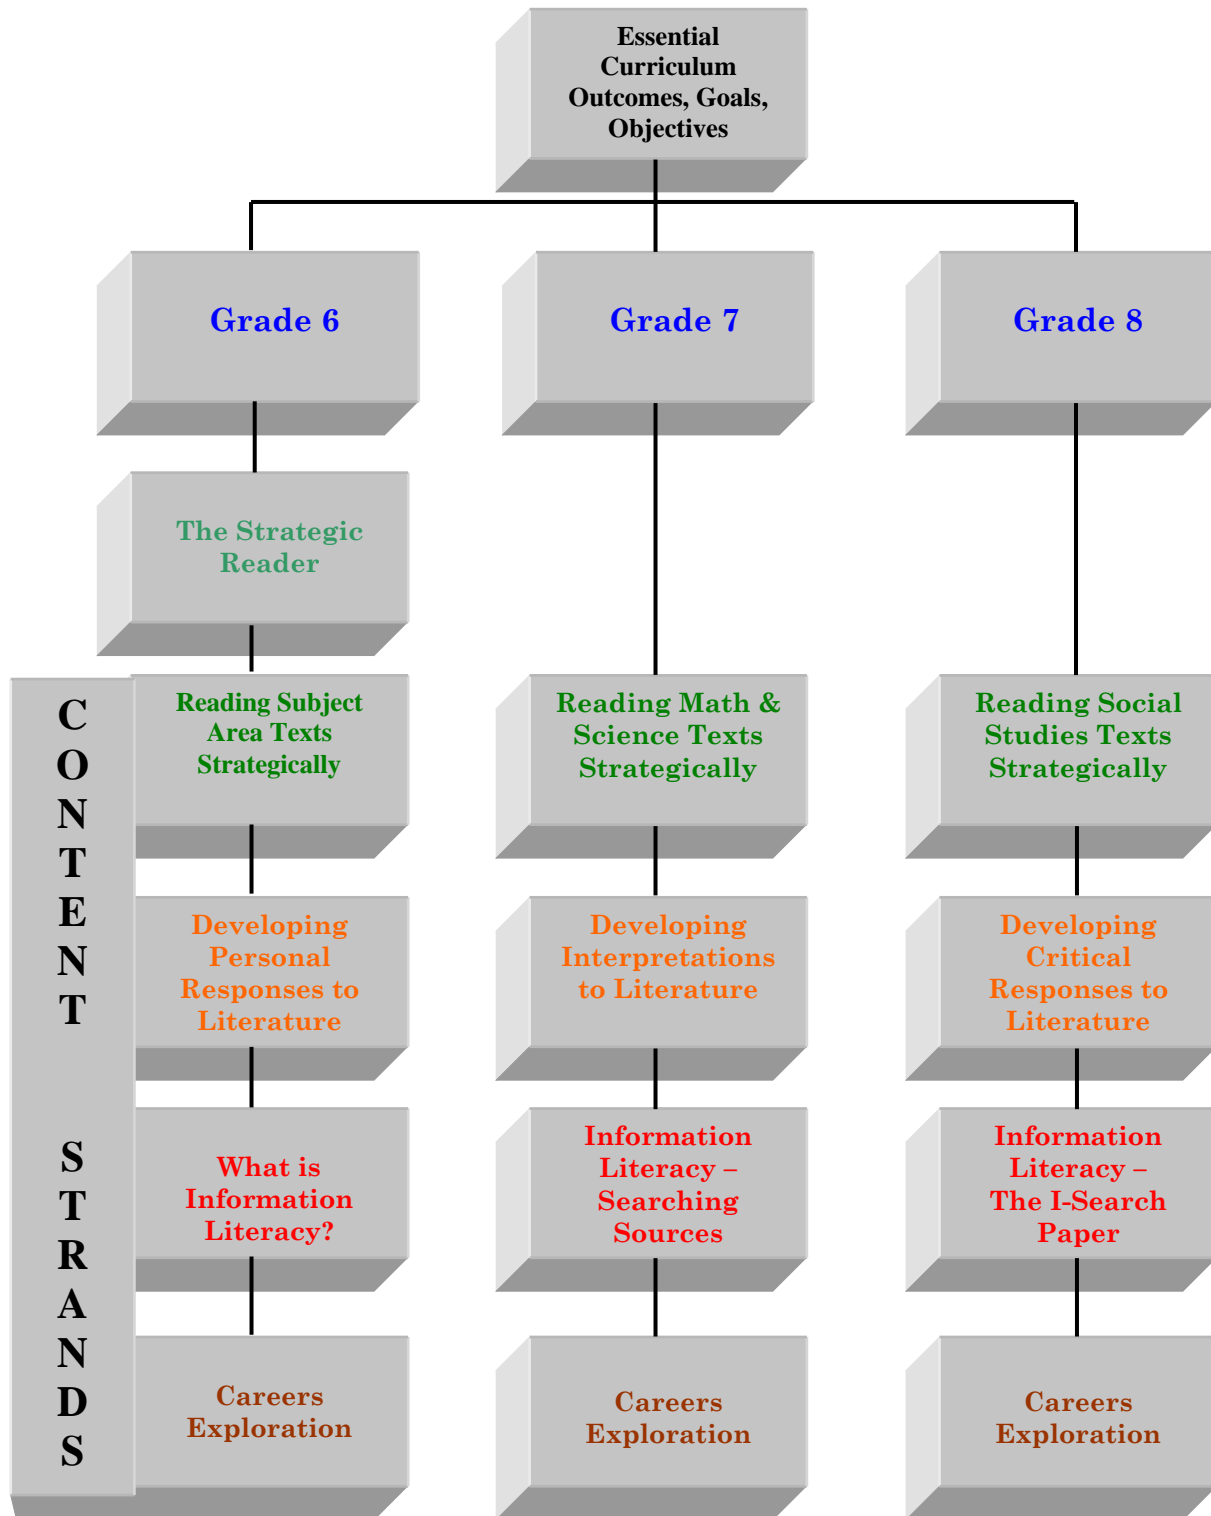 Essential
Curriculum
Outcomes, Goals,
Objectives
Grade 6
Grade 7
Grade 8
The Strategic
Reader
CONTENT
STRANDS
Reading Subject
Area Texts
Strategically
Reading Math &
Science Texts
Strategically
Reading Social
Studies Texts
Strategically
Developing
Personal
Responses to
Literature
Developing
Interpretations
to Literature
Developing
Critical
Responses to
Literature
What is
Information
Literacy?
Information
Literacy –
Searching
Sources
Information
Literacy –
The I-Search
Paper
Careers
Exploration
Careers
Exploration
Careers
Exploration